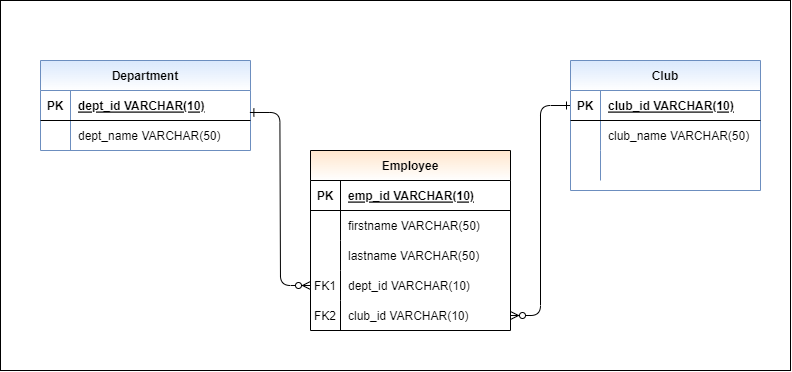 Department
PK dept_id VARCHAR(10)
dept_name VARCHAR(50)
Club
PK club_id VARCHAR(10)
club_name VARCHAR(50)
Employee
PK emp_id VARCHAR(10)
firstname VARCHAR(50)
lastname VARCHAR(50)
FK1 dept_id VARCHAR(10)
FK2 club_id VARCHAR(10)